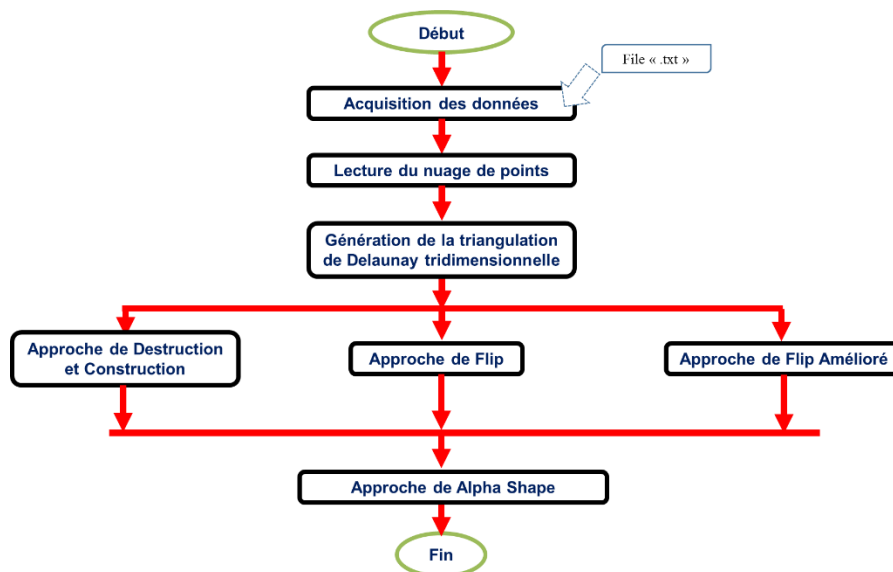 Début
File « .txt »
Acquisition des données
Lecture du nuage de points
Génération de la triangulation
de Delaunay tridimensionnelle
Approche de Destruction
et Construction
Approche de Flip
Approche de Flip Amélioré
Approche de Alpha Shape
Fin